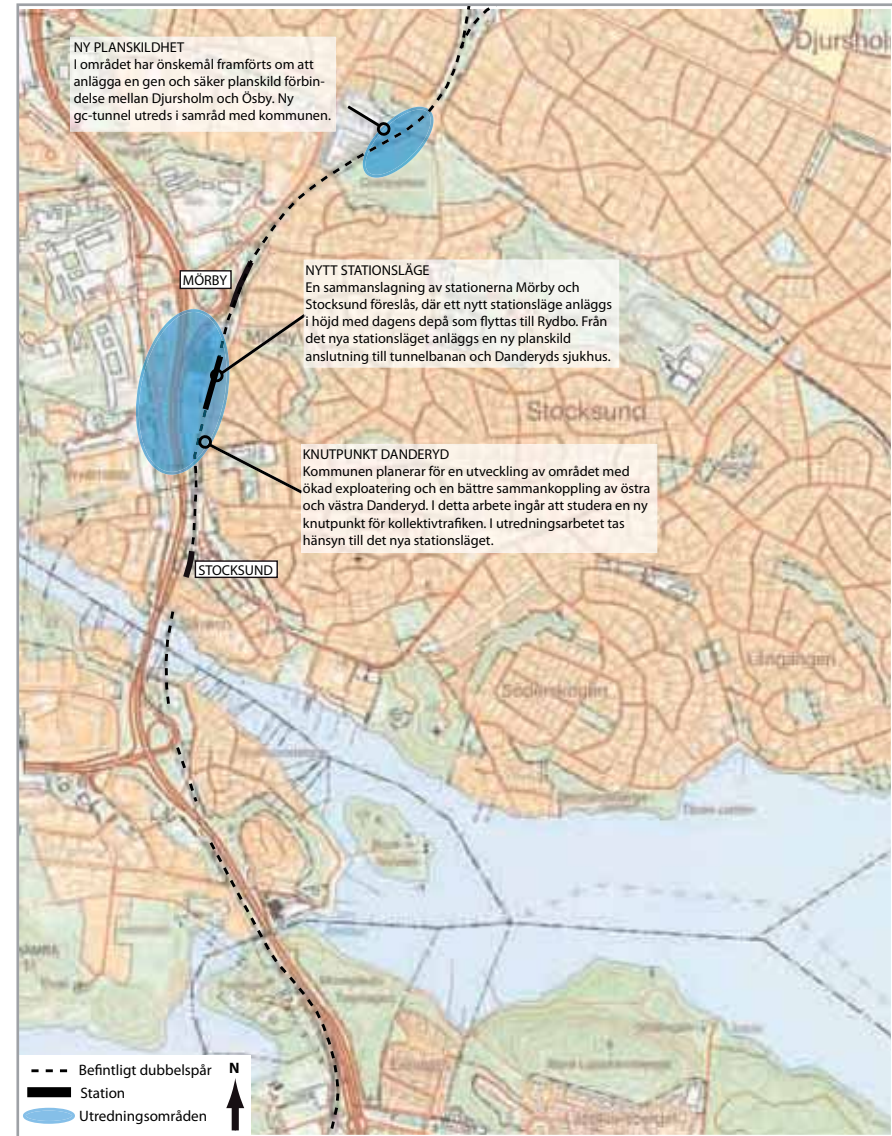 Djursholm
NY PLANSKILDHET
I området har önskemål framförts om att
anlägga en gen och säker planskild förbin-
delse mellan Djursholm och Ösby. Ny
gc-tunnel utreds i samråd med kommunen.
MÖRBY
NYTT STATIONSLÄGE
En sammanslagning av stationerna Mörby och
Stocksund föreslås, där ett nytt stationsläge anläggs
i höjd med dagens depå som flyttas till Rydbo. Från
det nya stationsläget anläggs en ny planskild
anslutning till tunnelbanan och Danderyds sjukhus.
Stocksund
KNUTPUNKT DANDERYD
Kommunen planerar för en utveckling av området med
ökad exploatering och en bättre sammankoppling av östra
och västra Danderyd. I detta arbete ingår att studera en ny
knutpunkt för kollektivtrafiken. I utredningsarbetet tas
hänsyn till det nya stationsläget.
STOCKSUND
Långängen
Söderskogen
Befintligt dubbelspår
N
Station
Utredningsområden